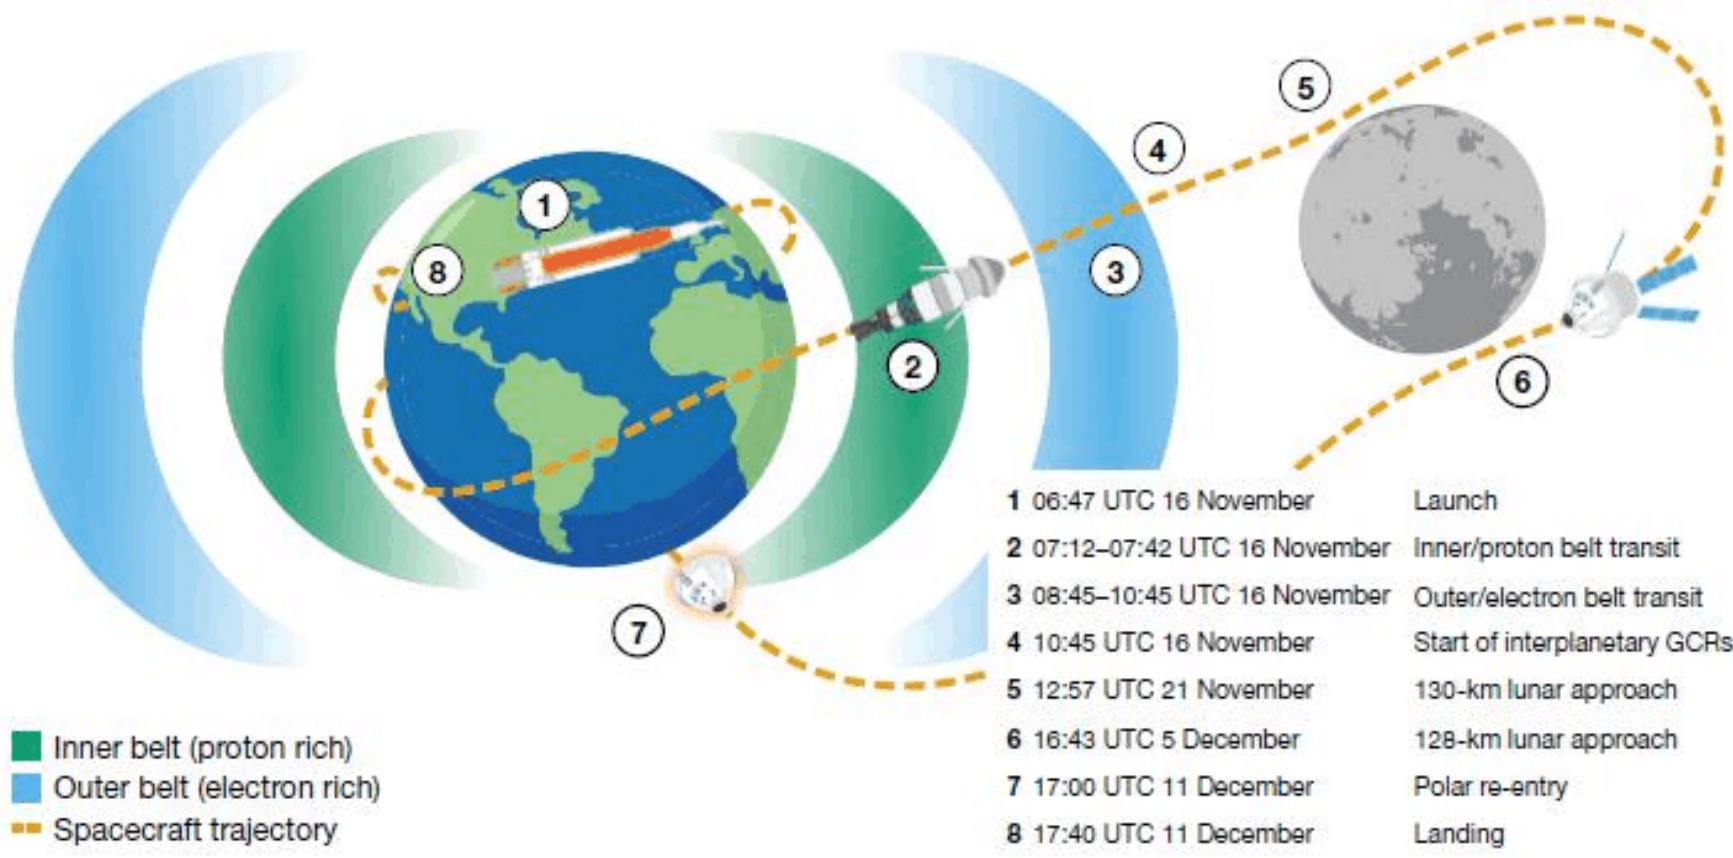 1
8
2
3
4
5
6
7
1 06:47 UTC 16 November Launch
2 07:12–07:42 UTC 16 November Inner/proton belt transit
3 08:45–10:45 UTC 16 November Outer/electron belt transit
4 10:45 UTC 16 November Start of interplanetary GCRs
5 12:57 UTC 21 November 130-km lunar approach
6 16:43 UTC 5 December 128-km lunar approach
7 17:00 UTC 11 December Polar re-entry
8 17:40 UTC 11 December Landing
Inner belt (proton rich)
Outer belt (electron rich)
Spacecraft trajectory